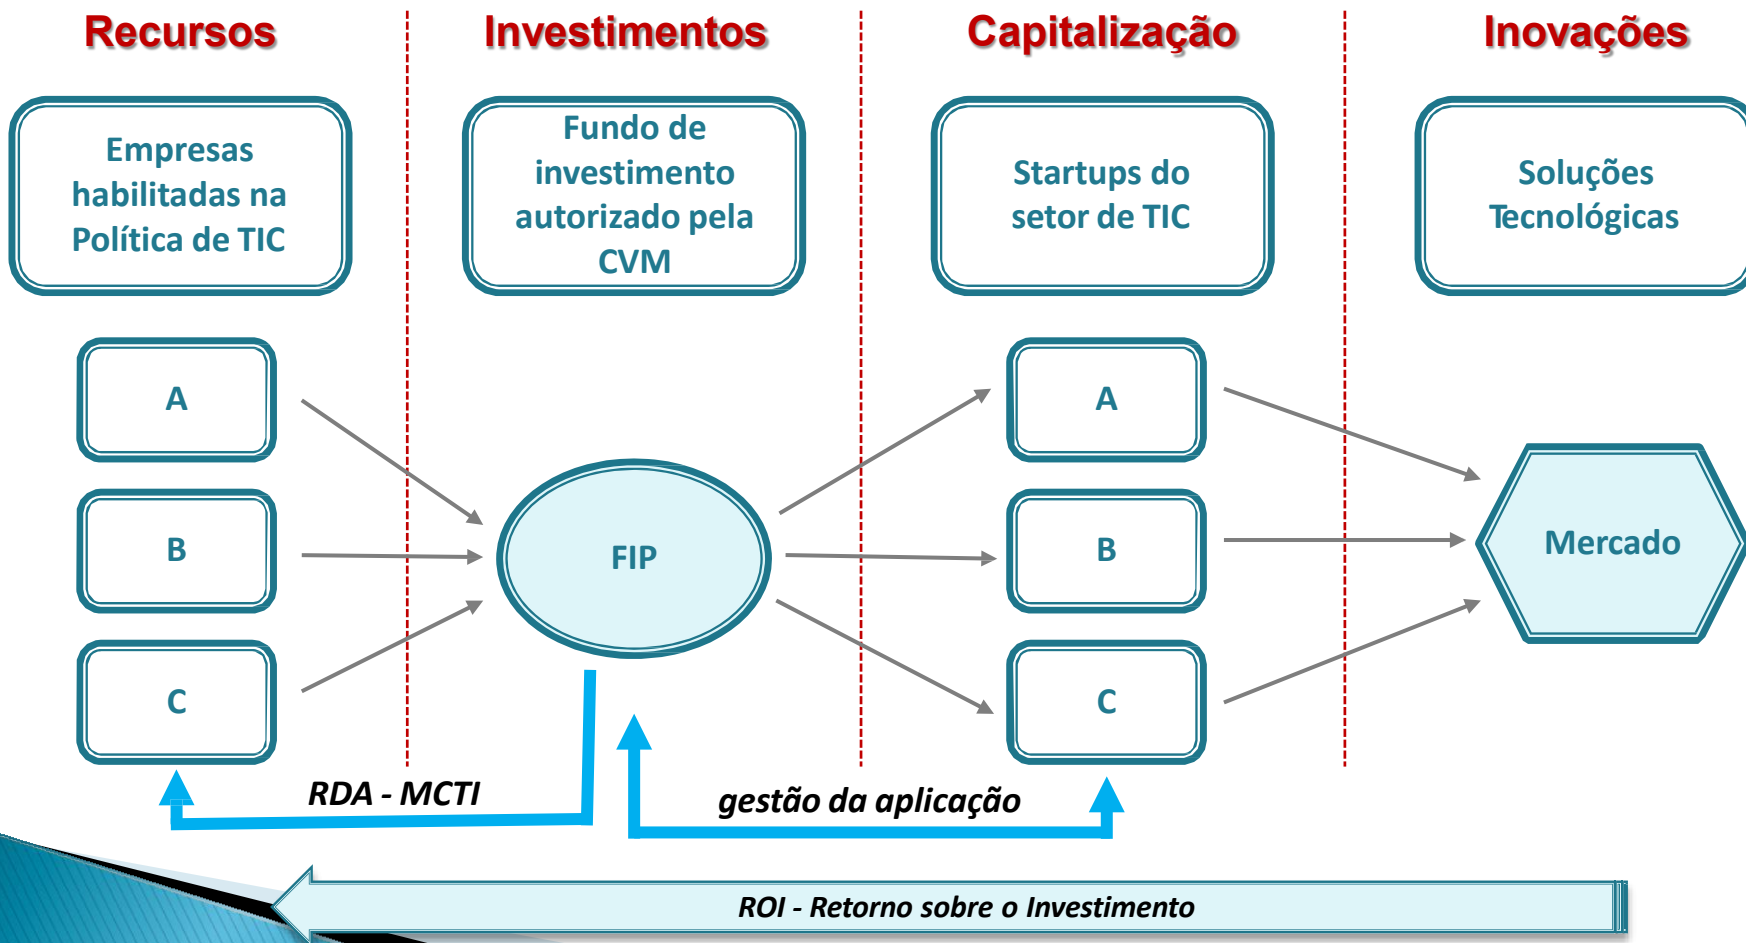 Recursos
Investimentos
Capitalização
Inovações
Empresas
habilitadas na
Política de TIC
Fundo de
investimento
autorizado pela
CVM
Startups do
setor de TIC
Soluções
Tecnológicas
A
B
C
FIP
A
B
C
Mercado
RDA - MCTI
gestão da aplicação
ROI - Retorno sobre o Investimento